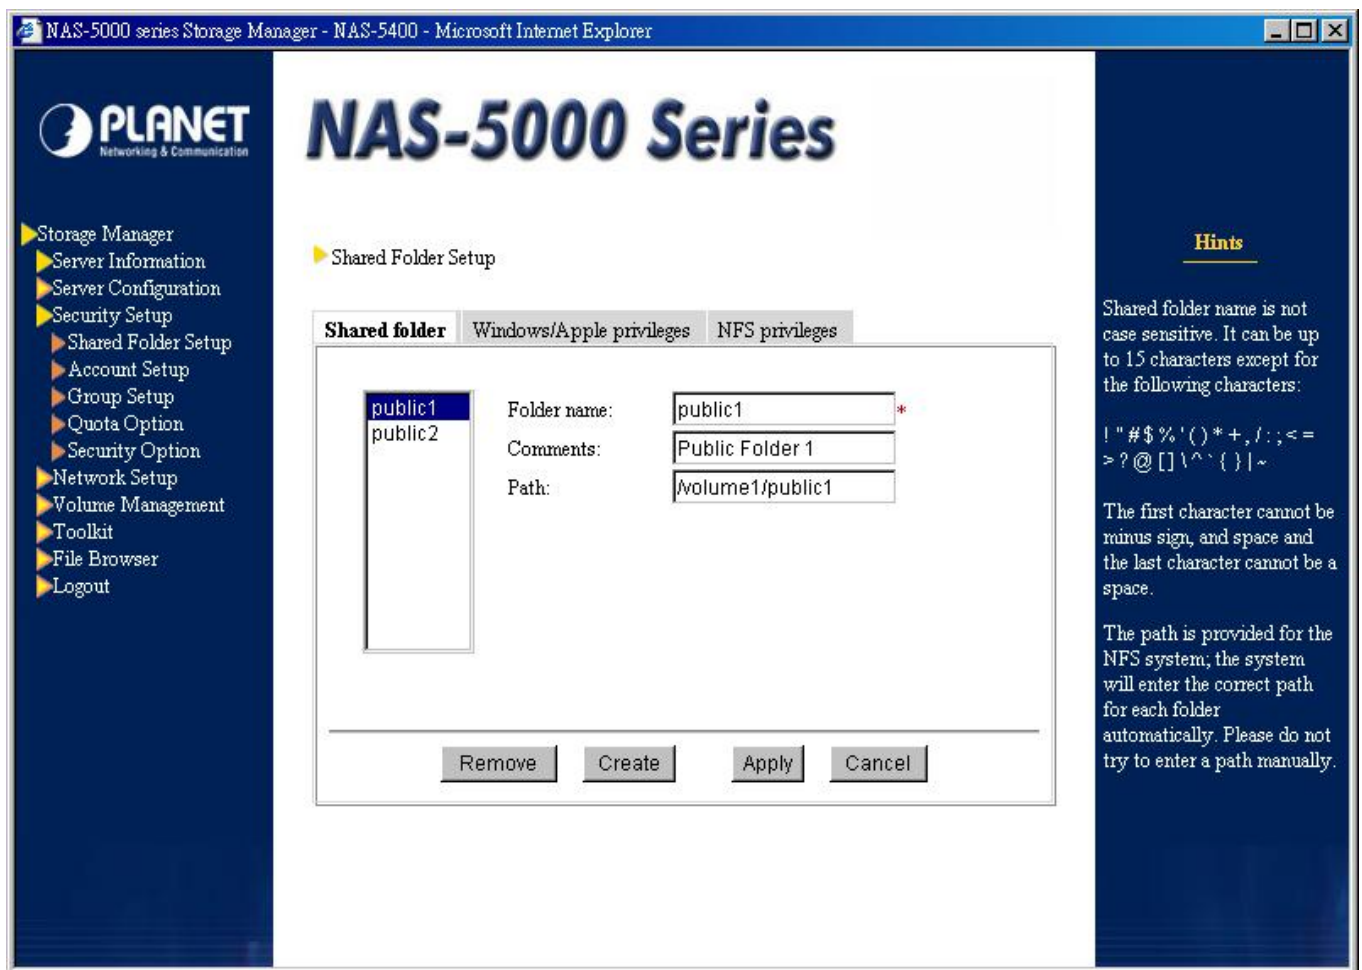 NAS-5000 series Storage Manager - NAS-5400 - Microsoft Internet Explorer
PLANET
Networking & Communication
NAS-5000 Series
Storage Manager
Server Information
Server Configuration
Security Setup
Shared Folder Setup
Account Setup
Group Setup
Quota Option
Security Option
Network Setup
Volume Management
Toolkit
File Browser
Logout
Shared Folder Setup
Shared folder Windows/Apple privileges NFS privileges
public1
public2
Folder name: public1 *
Comments: Public Folder 1
Path: /volume1/public1
Remove Create Apply Cancel
Hints
Shared folder name is not
case sensitive. It can be up
to 15 characters except for
the following characters:
! " # $ % ' ( ) * + , / : ; < =
> ? @ [ ] \ ^ ` { } | ~
The first character cannot be
minus sign, and space and
the last character cannot be a
space.
The path is provided for the
NFS system; the system
will enter the correct path
for each folder
automatically. Please do not
try to enter a path manually.